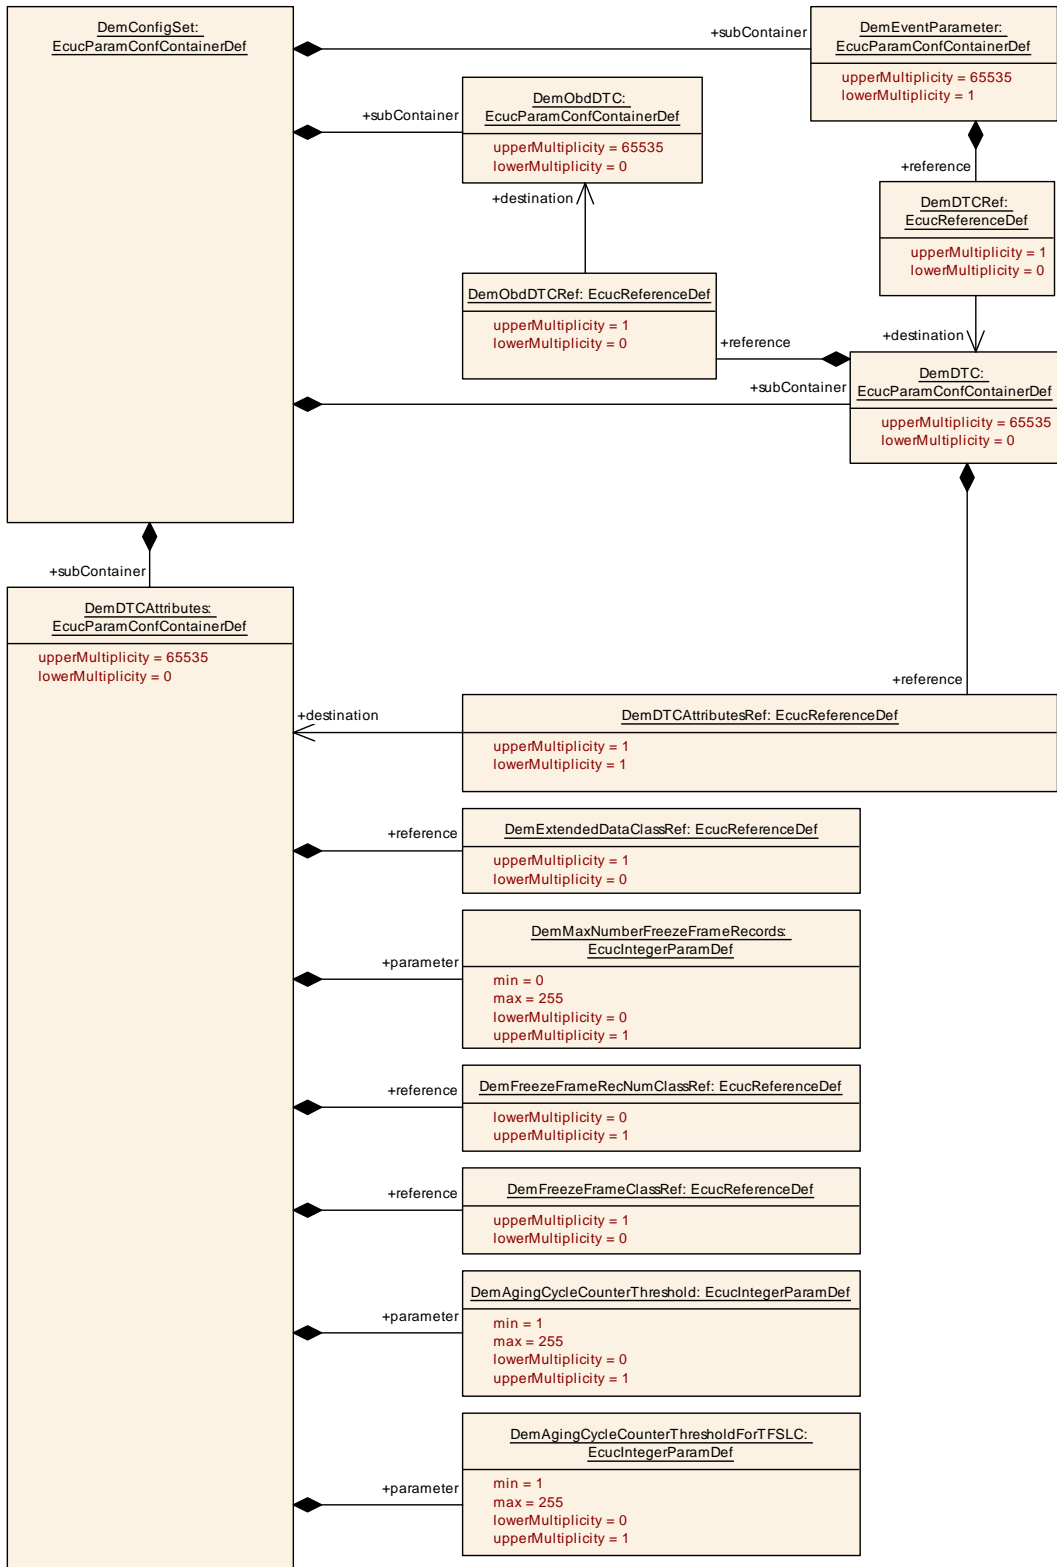 DemConfigSet:
EcucParamConfContainerDef
+subContainer
DemEventParameter:
EcucParamConfContainerDef
upperMultiplicity = 65535
lowerMultiplicity = 1
+subContainer
DemObdDTC:
EcucParamConfContainerDef
upperMultiplicity = 65535
lowerMultiplicity = 0
+reference
+destination
DemDTCRef:
EcucReferenceDef
upperMultiplicity = 1
lowerMultiplicity = 0
DemObdDTCRef: EcucReferenceDef
upperMultiplicity = 1
lowerMultiplicity = 0
+reference
+destination
DemDTC:
EcucParamConfContainerDef
upperMultiplicity = 65535
lowerMultiplicity = 0
+subContainer
+subContainer
DemDTCAttributes:
EcucParamConfContainerDef
upperMultiplicity = 65535
lowerMultiplicity = 0
+reference
+destination
DemDTCAttributesRef: EcucReferenceDef
upperMultiplicity = 1
lowerMultiplicity = 1
+reference
DemExtendedDataClassRef: EcucReferenceDef
upperMultiplicity = 1
lowerMultiplicity = 0
+parameter
DemMaxNumberFreezeFrameRecords:
EcucIntegerParamDef
min = 0
max = 255
lowerMultiplicity = 0
upperMultiplicity = 1
+reference
DemFreezeFrameRecNumClassRef: EcucReferenceDef
lowerMultiplicity = 0
upperMultiplicity = 1
+reference
DemFreezeFrameClassRef: EcucReferenceDef
upperMultiplicity = 1
lowerMultiplicity = 0
+parameter
DemAgingCycleCounterThreshold: EcucIntegerParamDef
min = 1
max = 255
lowerMultiplicity = 0
upperMultiplicity = 1
+parameter
DemAgingCycleCounterThresholdForTFSLC:
EcucIntegerParamDef
min = 1
max = 255
lowerMultiplicity = 0
upperMultiplicity = 1